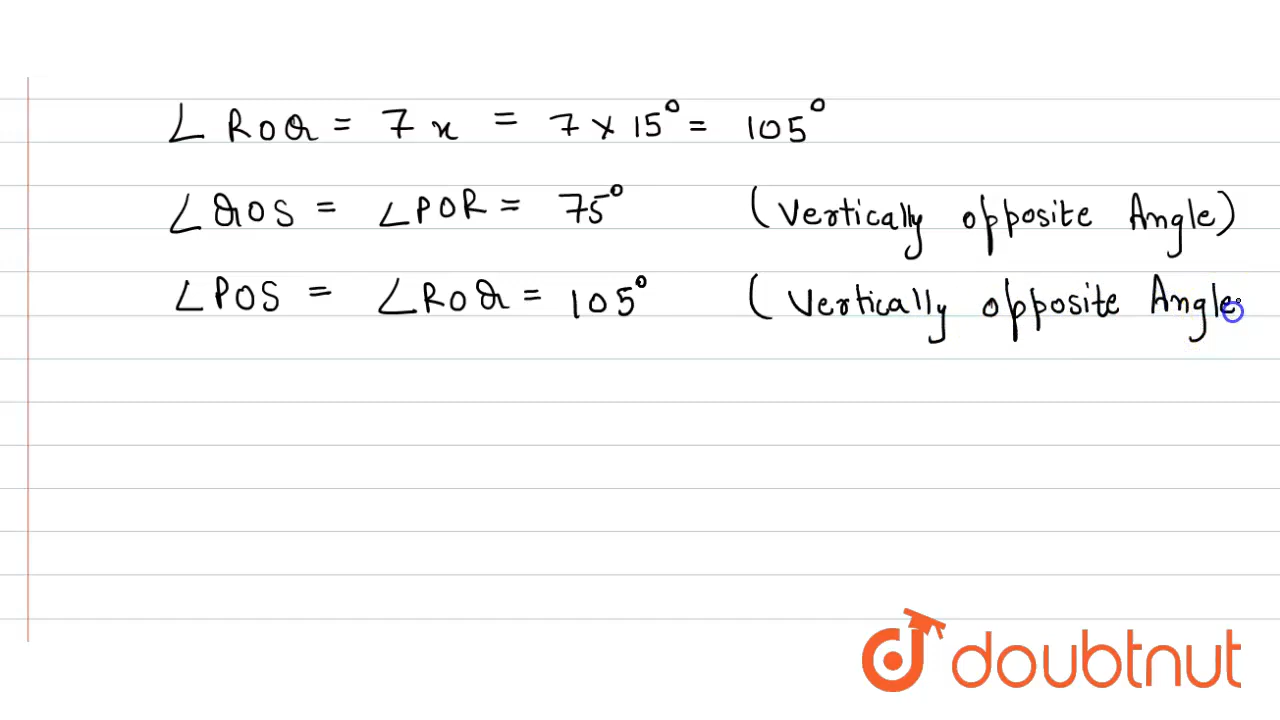 ∠ROQ = 7x = 7 × 15° = 105°
∠QOS = ∠POR = 75° (Vertically opposite Angle)
∠POS = ∠ROQ = 105° (Vertically opposite Angle
doubtnut